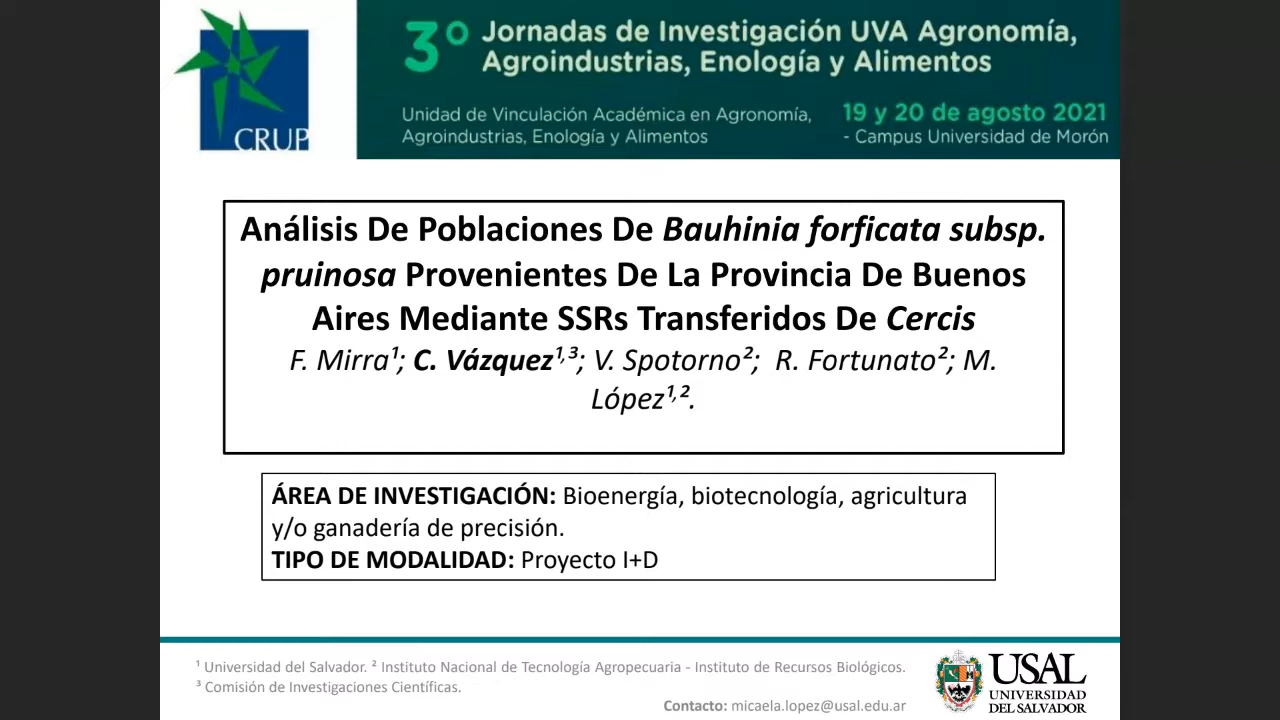 CRUP
3° Jornadas de Investigación UVA Agronomía,
Agroindustrias, Enología y Alimentos
Unidad de Vinculación Académica en Agronomía,
Agroindustrias, Enología y Alimentos
19 y 20 de agosto 2021
- Campus Universidad de Morón
Análisis De Poblaciones De Bauhinia forficata subsp.
pruinosa Provenientes De La Provincia De Buenos
Aires Mediante SSRs Transferidos De Cercis
F. Mirra¹; C. Vázquez¹,³; V. Spotorno²; R. Fortunato²; M.
López¹,².
ÁREA DE INVESTIGACIÓN: Bioenergía, biotecnología, agricultura
y/o ganadería de precisión.
TIPO DE MODALIDAD: Proyecto I+D
¹ Universidad del Salvador. ² Instituto Nacional de Tecnología Agropecuaria - Instituto de Recursos Biológicos.
³ Comisión de Investigaciones Científicas.
Contacto: micaela.lopez@usal.edu.ar
USAL
UNIVERSIDAD
DEL SALVADOR